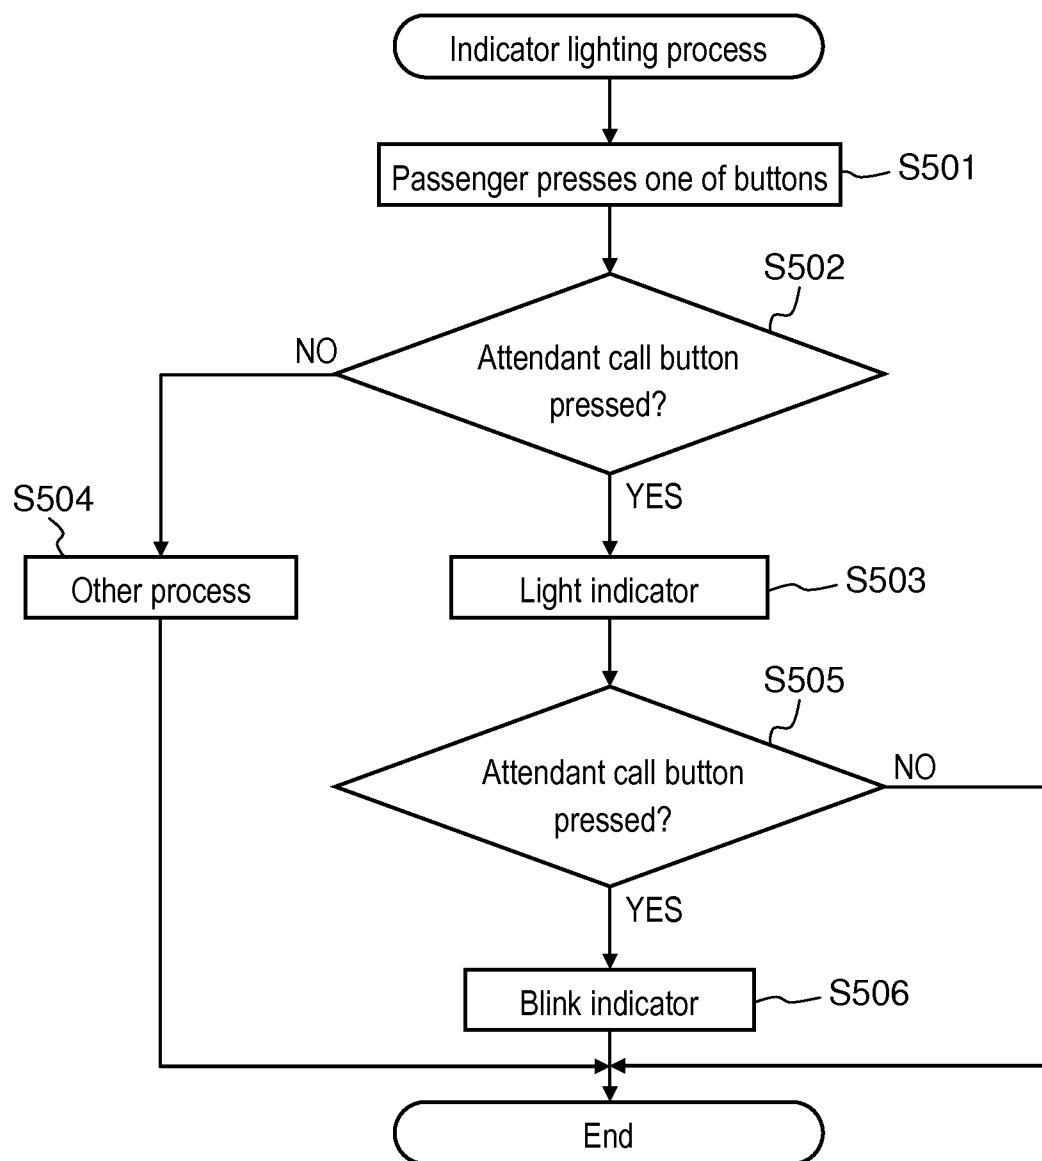 Indicator lighting process
Passenger presses one of buttons
S501
S502
Attendant call button
pressed?
NO
YES
S504
Other process
Light indicator
S503
S505
Attendant call button
pressed?
NO
YES
Blink indicator
S506
End